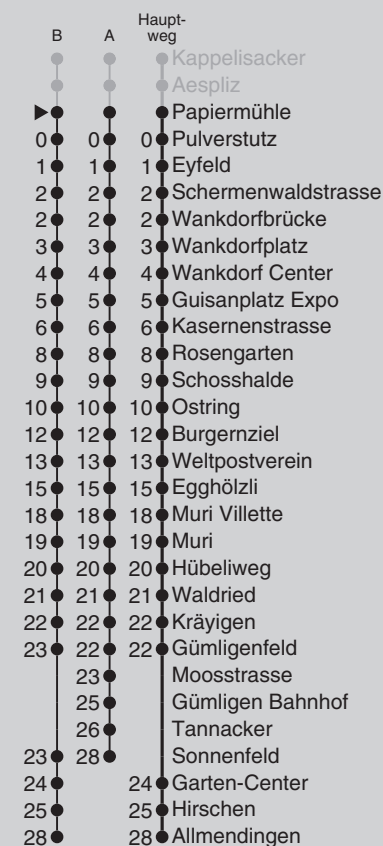 Haupt-
B A weg
Kappelisacker
Aespliz
Papiermühle
0 0 0 Pulverstutz
1 1 1 Eyfeld
2 2 2 Schermenwaldstrasse
2 2 2 Wankdorfbrücke
3 3 3 Wankdorfplatz
4 4 4 Wankdorf Center
5 5 5 Guisanplatz Expo
6 6 6 Kasernenstrasse
8 8 8 Rosengarten
9 9 9 Schosshalde
10 10 10 Ostring
12 12 12 Burgernziel
13 13 13 Weltpostverein
15 15 15 Egghölzli
18 18 18 Muri Villette
19 19 19 Muri
20 20 20 Hübeliweg
21 21 21 Waldried
22 22 22 Kräyigen
23 22 22 Gümligenfeld
23 Moosstrasse
25 Gümligen Bahnhof
26 Tannacker
23 28 Sonnenfeld
24 24 Garten-Center
25 25 Hirschen
28 28 Allmendingen